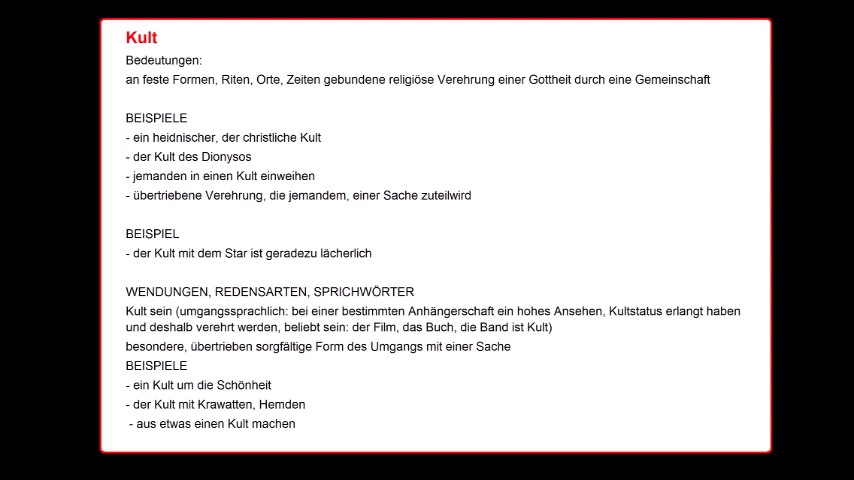 Kult
Bedeutungen:
an feste Formen, Riten, Orte, Zeiten gebundene religiöse Verehrung einer Gottheit durch eine Gemeinschaft
BEISPIELE
- ein heidnischer, der christliche Kult
- der Kult des Dionysos
- jemanden in einen Kult einweihen
- übertriebene Verehrung, die jemandem, einer Sache zuteilwird
BEISPIEL
- der Kult mit dem Star ist geradezu lächerlich
WENDUNGEN, REDENSARTEN, SPRICHWÖRTER
Kult sein (umgangssprachlich: bei einer bestimmten Anhängerschaft ein hohes Ansehen, Kultstatus erlangt haben
und deshalb verehrt werden, beliebt sein: der Film, das Buch, die Band ist Kult)
besondere, übertrieben sorgfältige Form des Umgangs mit einer Sache
BEISPIELE
- ein Kult um die Schönheit
- der Kult mit Krawatten, Hemden
- aus etwas einen Kult machen